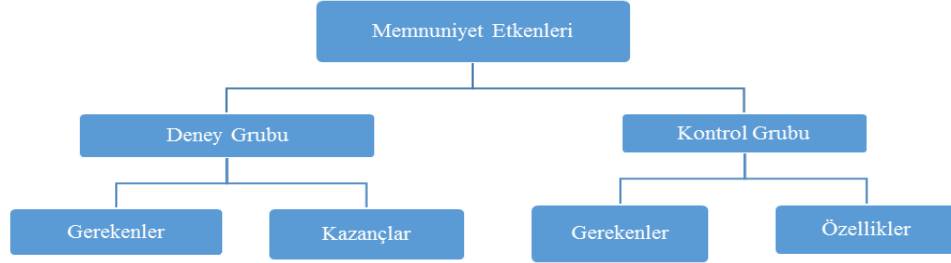 Memnuniyet Etkenleri
Deney Grubu
Kontrol Grubu
Gerekenler
Kazançlar
Gerekenler
Özellikler